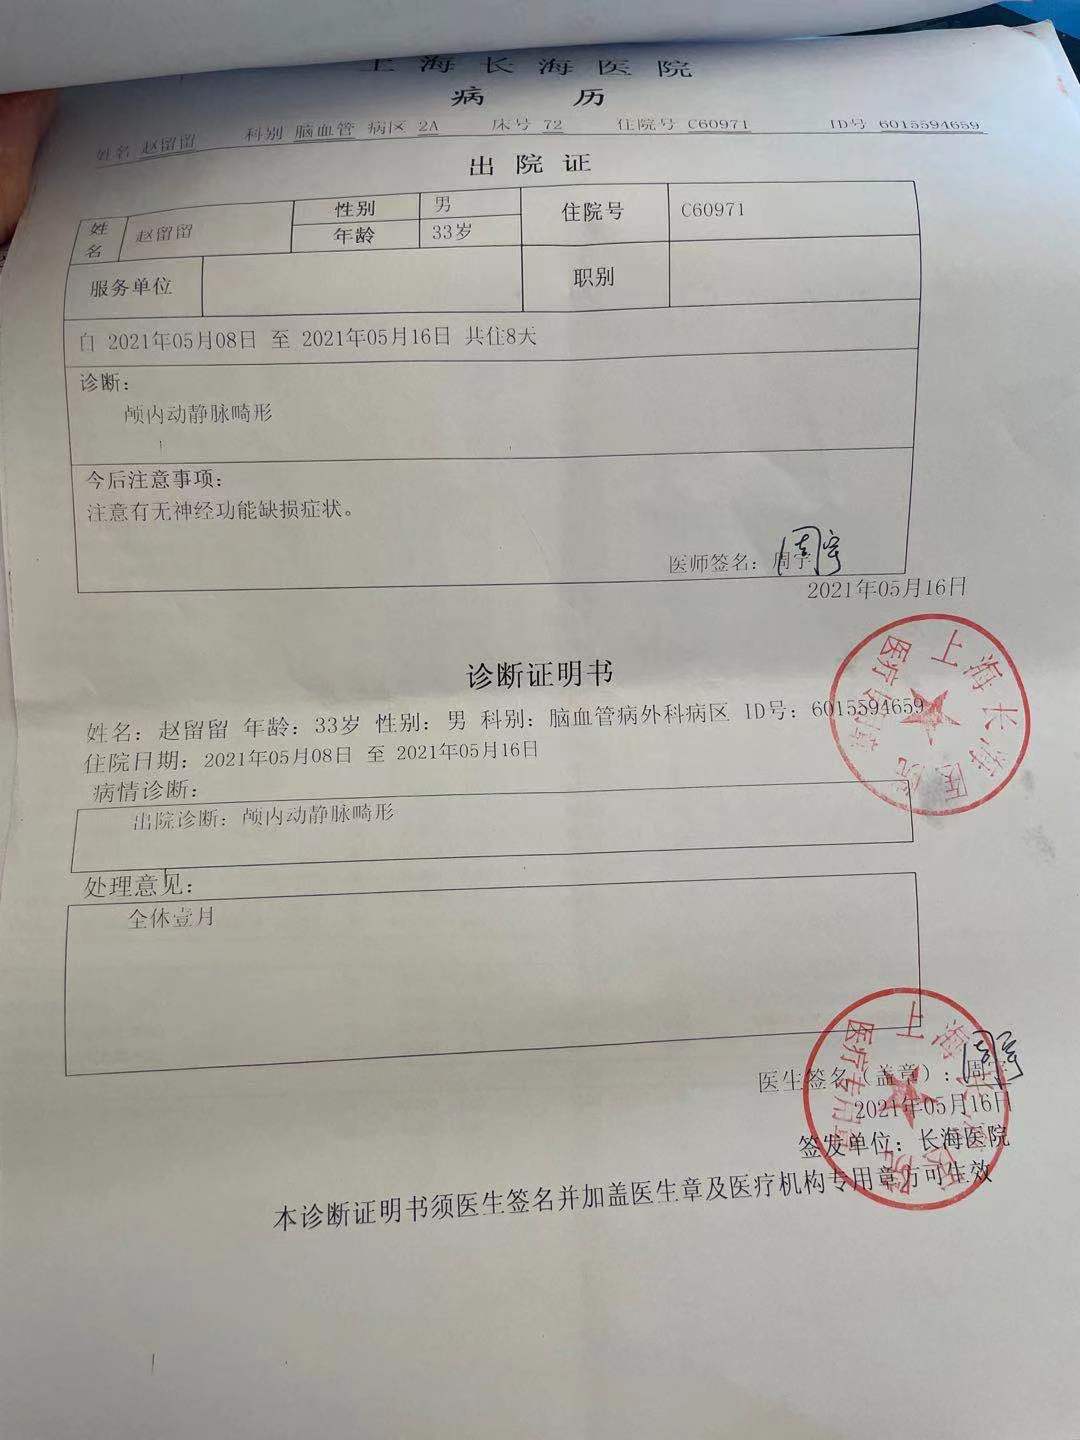 上海长海医院
病 历
姓名 赵留留 科别 脑血管 病区 2A 床号 72 住院号 C60971 ID号 6015594659
出院证
姓名 赵留留 性别 男 住院号 C60971
年龄 33岁
服务单位 职别
自 2021年05月08日 至 2021年05月16日 共住8天
诊断：
颅内动静脉畸形
今后注意事项：
注意有无神经功能缺损症状。
医师签名：周宇 周宇
2021年05月16日
上海长海医院
诊断证明书
姓名：赵留留 年龄：33岁 性别：男 科别：脑血管病外科病区 ID号：6015594659
住院日期：2021年05月08日 至 2021年05月16日
病情诊断：
出院诊断：颅内动静脉畸形
处理意见：
全休壹月
医生签名（盖章）：周宇 周宇
2021年05月16日
签发单位：长海医院
上海长海医院
医疗专用章
本诊断证明书须医生签名并加盖医生章及医疗机构专用章方可生效